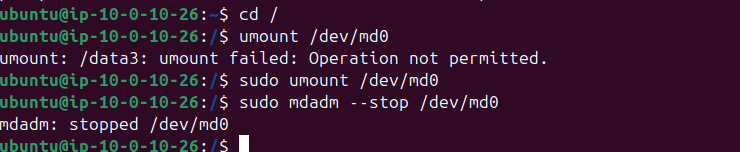 ubuntu@ip-10-0-10-26:~$ cd /
ubuntu@ip-10-0-10-26:/$ umount /dev/md0
umount: /data3: umount failed: Operation not permitted.
ubuntu@ip-10-0-10-26:/$ sudo umount /dev/md0
ubuntu@ip-10-0-10-26:/$ sudo mdadm --stop /dev/md0
mdadm: stopped /dev/md0
ubuntu@ip-10-0-10-26:/$